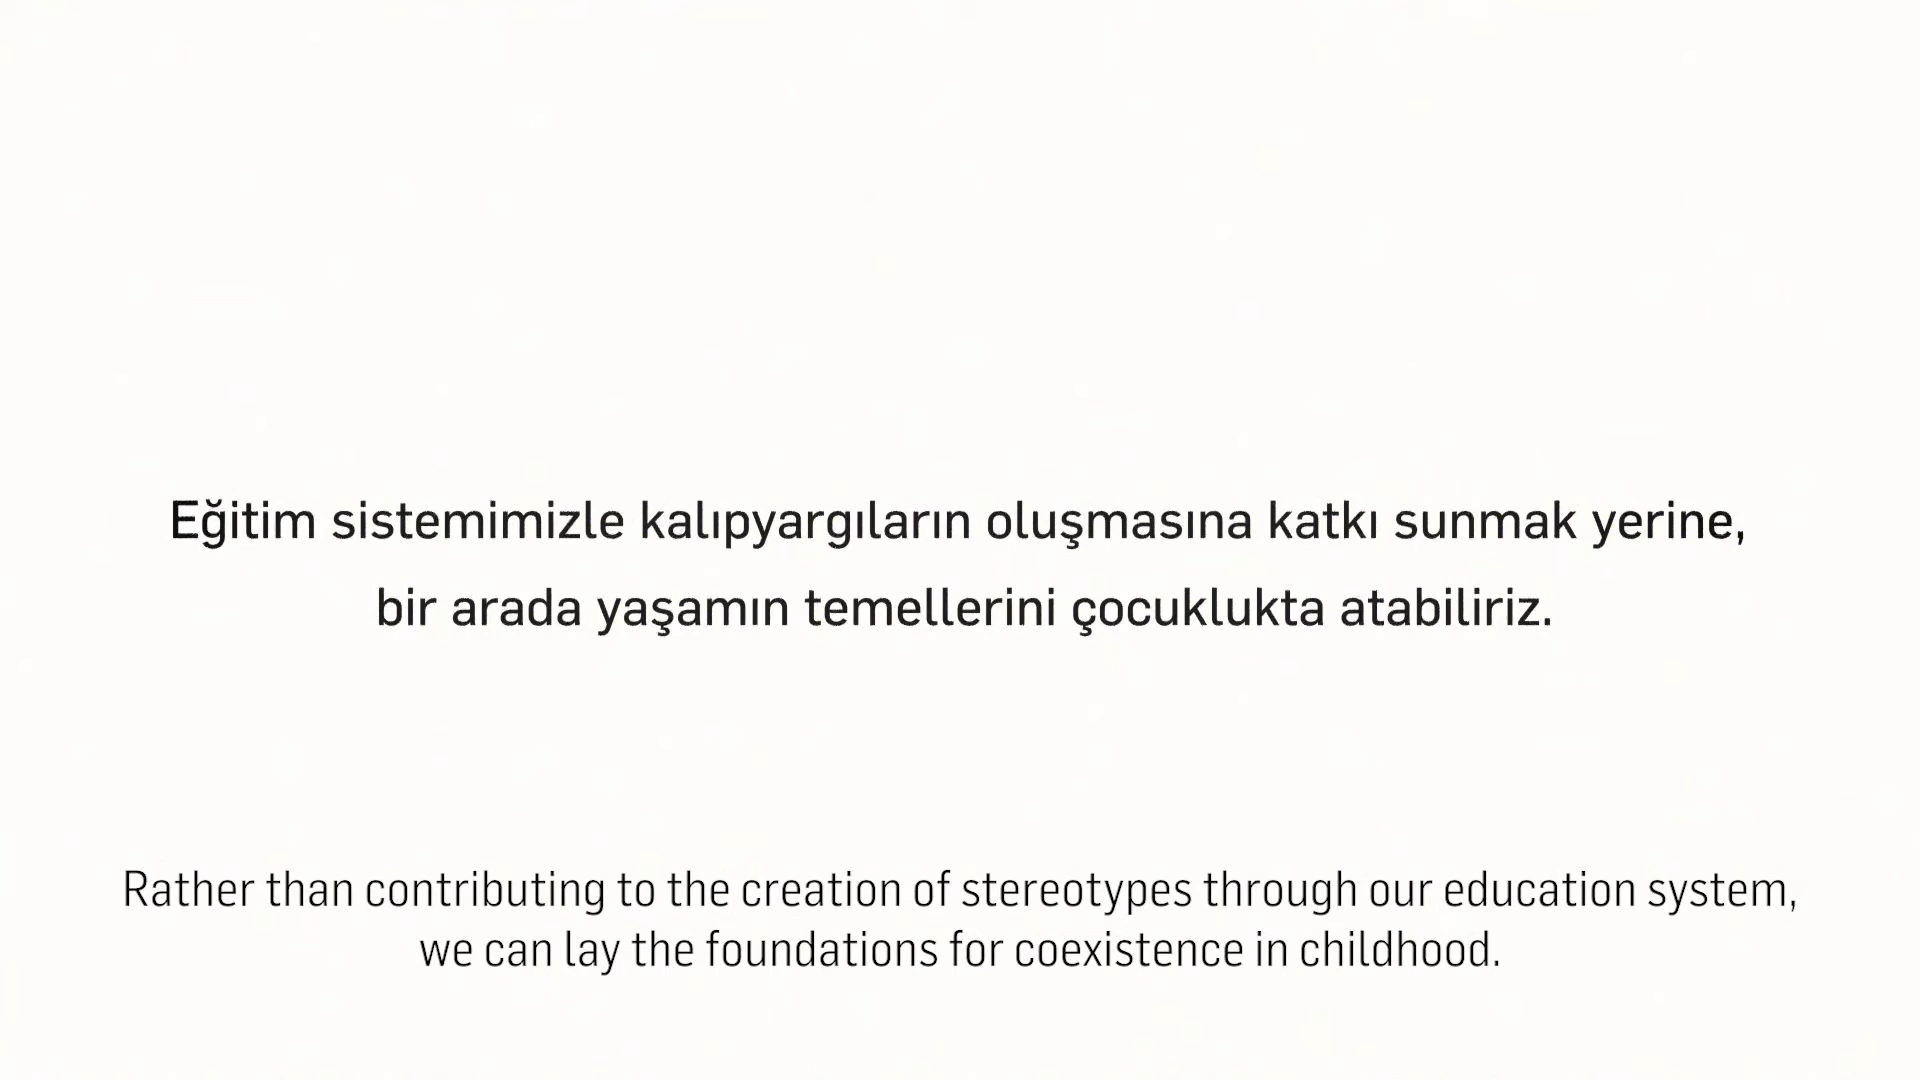 Eğitim sistemimizle kalıpyargıların oluşmasına katkı sunmak yerine,
bir arada yaşamın temellerini çocuklukta atabiliriz.
Rather than contributing to the creation of stereotypes through our education system,
we can lay the foundations for coexistence in childhood.